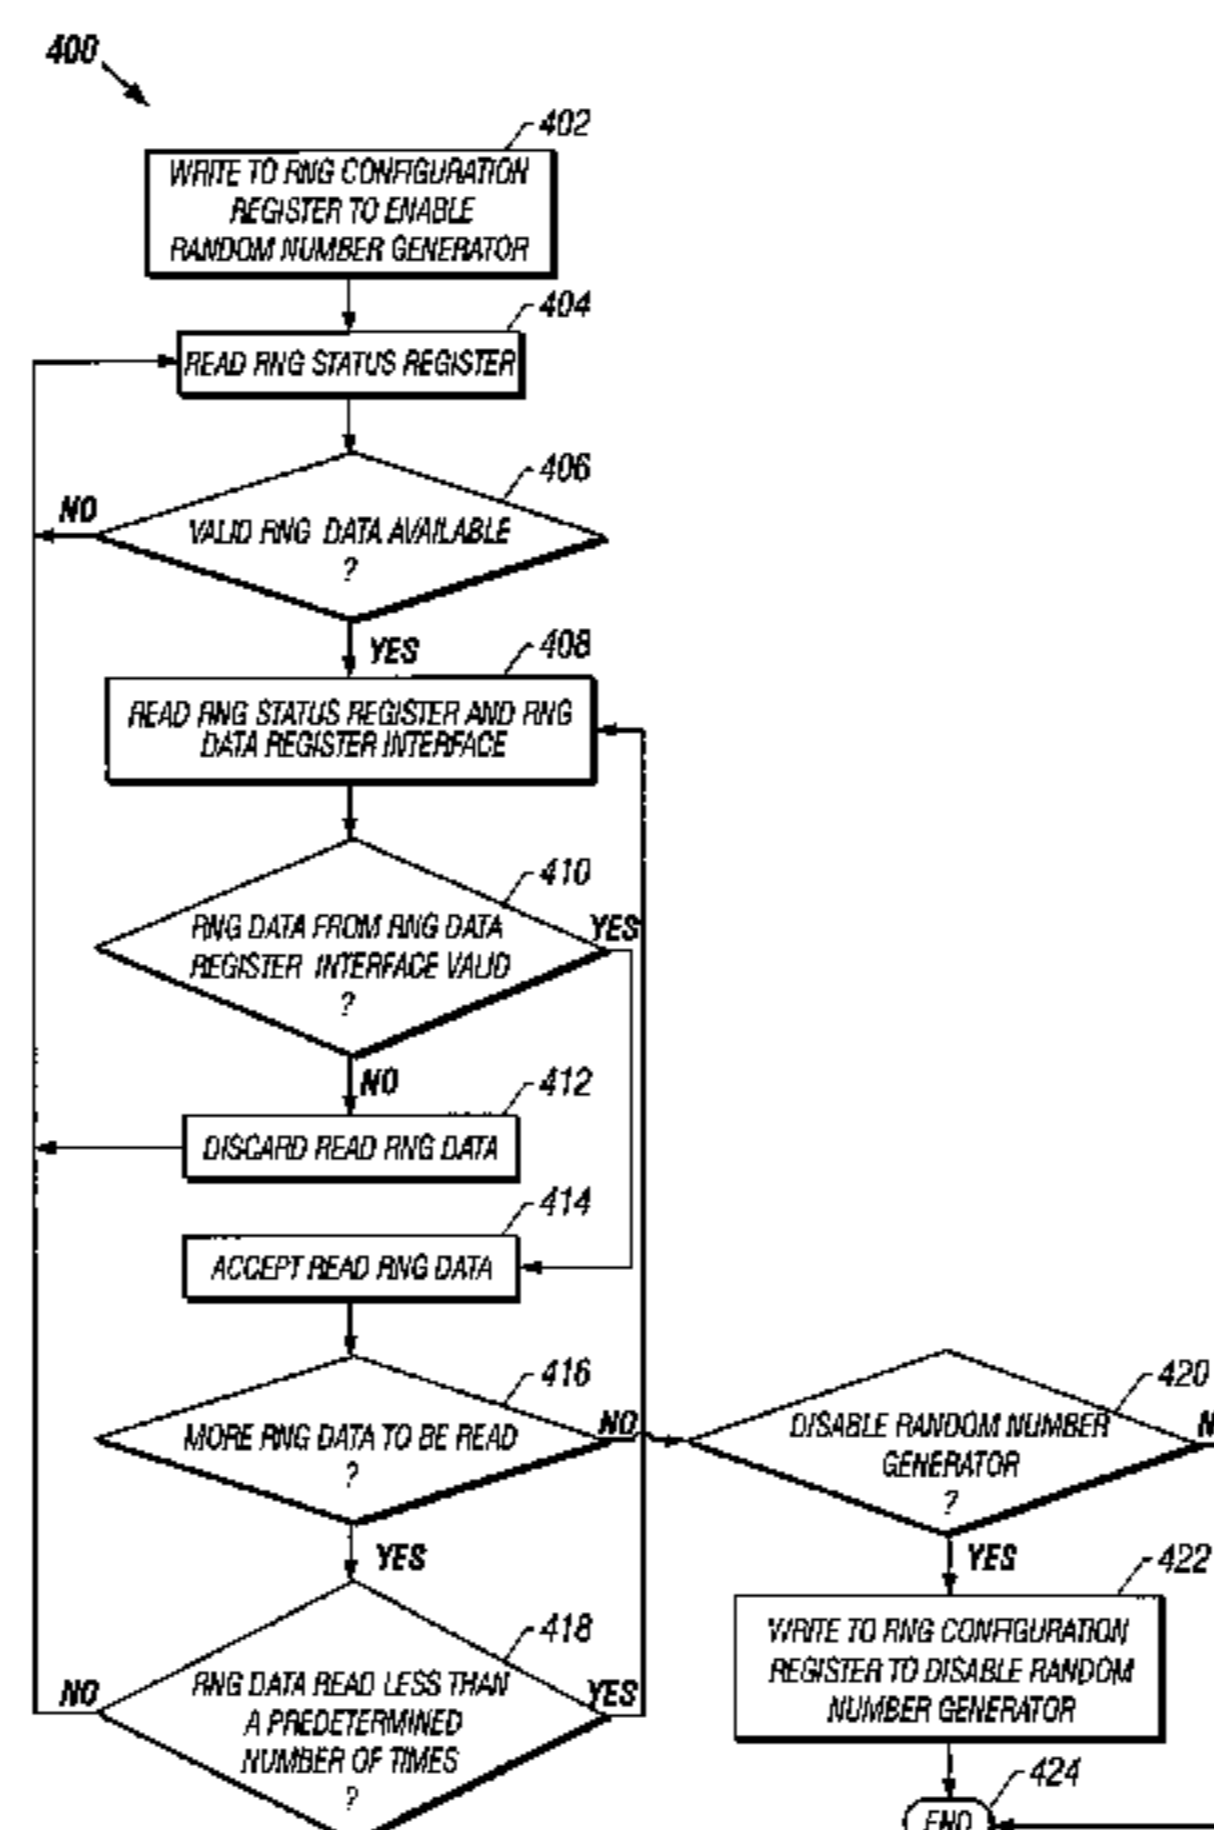 400
402
WRITE TO RNG CONFIGURATION
REGISTER TO ENABLE
RANDOM NUMBER GENERATOR
404
READ RNG STATUS REGISTER
406
NO
VALID RNG DATA AVAILABLE
?
YES
408
READ RNG STATUS REGISTER AND RNG
DATA REGISTER INTERFACE
410
RNG DATA FROM RNG DATA
YES
REGISTER INTERFACE VALID
?
NO
412
DISCARD READ RNG DATA
414
ACCEPT READ RNG DATA
416
MORE RNG DATA TO BE READ
NO
?
YES
418
NO
RNG DATA READ LESS THAN
YES
A PREDETERMINED
NUMBER OF TIMES
?
420
DISABLE RANDOM NUMBER
GENERATOR
?
YES
422
WRITE TO RNG CONFIGURATION
REGISTER TO DISABLE RANDOM
NUMBER GENERATOR
424
END